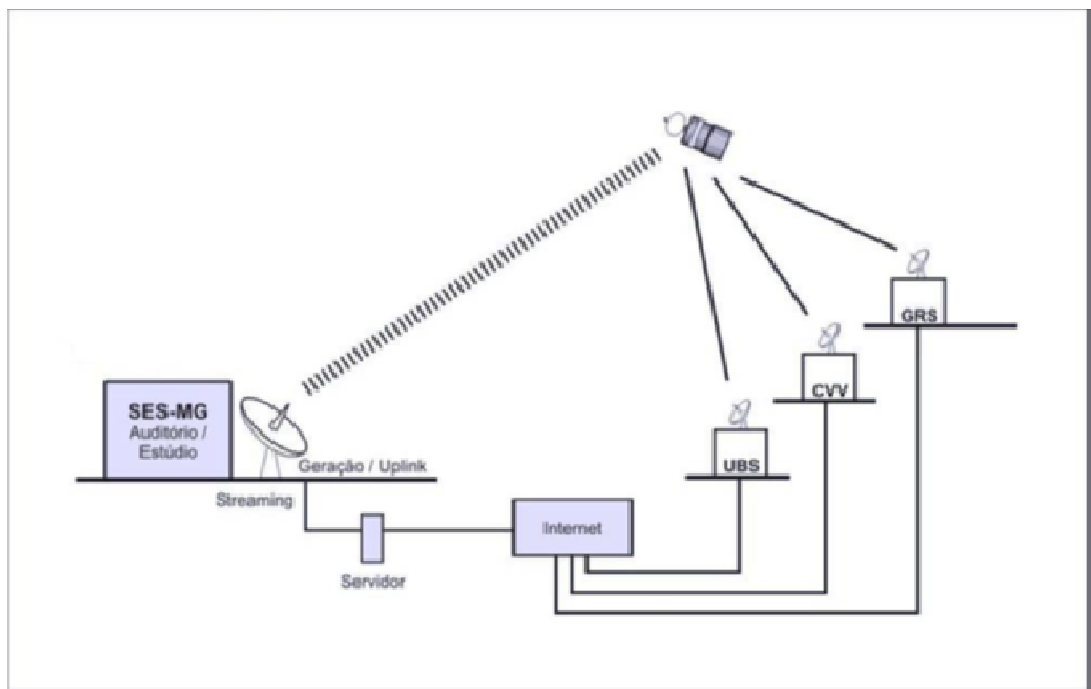 GRS
CVV
SES-MG
Auditório /
Estúdio
UBS
Geração / Uplink
Streaming
Internet
Servidor